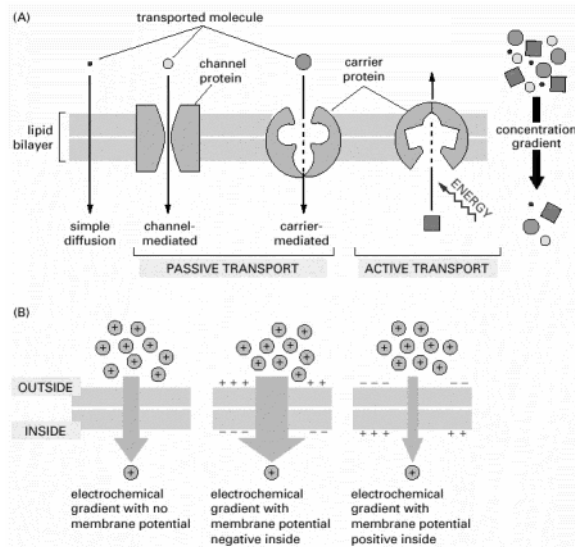 (A)
transported molecule
channel
protein
carrier
protein
lipid
bilayer
concentration
gradient
ENERGY
simple
diffusion
channel-
mediated
carrier-
mediated
PASSIVE TRANSPORT
ACTIVE TRANSPORT
(B)
OUTSIDE
INSIDE
+ + +
+ +
– – –
– –
– – –
– –
+ + +
+ +
electrochemical
gradient with no
membrane potential
electrochemical
gradient with
membrane potential
negative inside
electrochemical
gradient with
membrane potential
positive inside